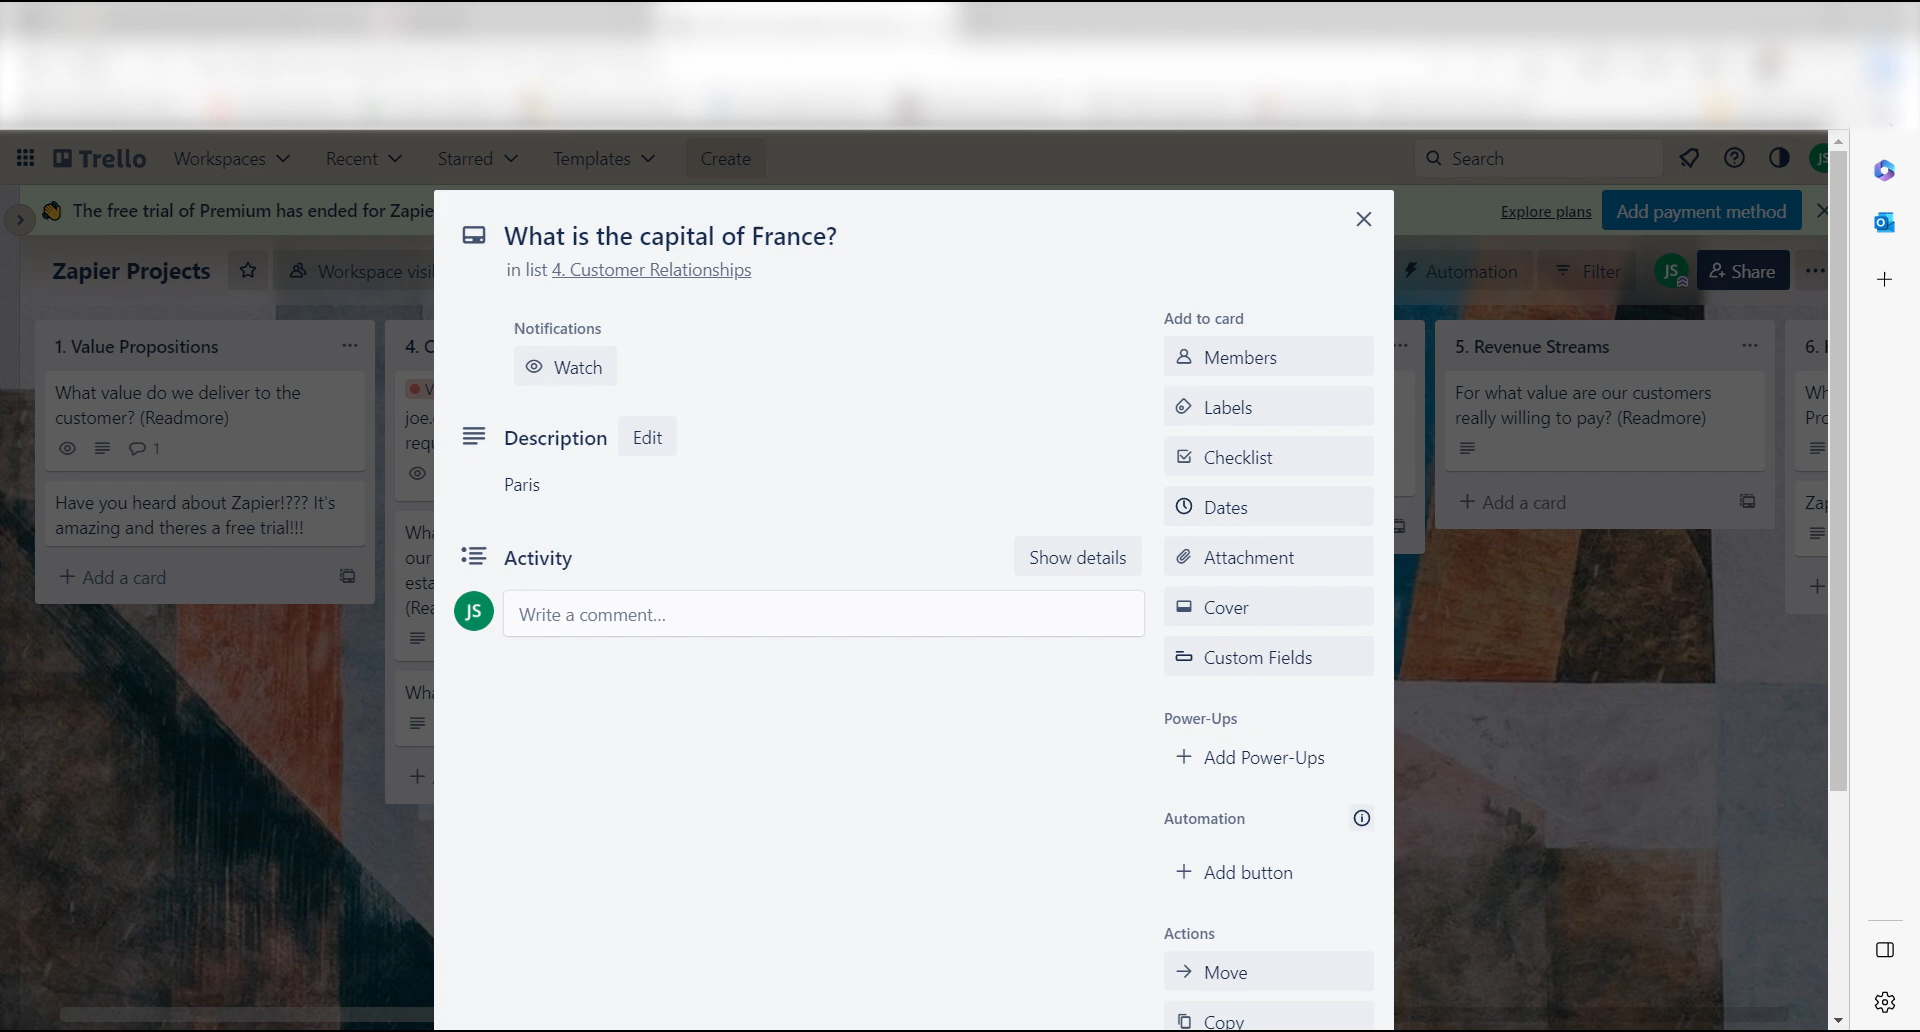 Trello
Workspaces
Recent
Starred
Templates
Create
Search
JS
The free trial of Premium has ended for Zapie
Explore plans
Add payment method
Zapier Projects
Workspace visi
Automation
Filter
JS
Share
1. Value Propositions
What value do we deliver to the
customer? (Readmore)
1
Have you heard about Zapier!??? It's
amazing and theres a free trial!!!
Add a card
4. C
V
joe.
requ
Wha
our
esta
(Rea
Wha
What is the capital of France?
in list 4. Customer Relationships
Notifications
Watch
Description
Edit
Paris
Activity
Show details
JS
Write a comment...
Add to card
Members
Labels
Checklist
Dates
Attachment
Cover
Custom Fields
Power-Ups
Add Power-Ups
Automation
Add button
Actions
Move
Copy
5. Revenue Streams
For what value are our customers
really willing to pay? (Readmore)
Add a card
6.
Wh
Pro
Zap